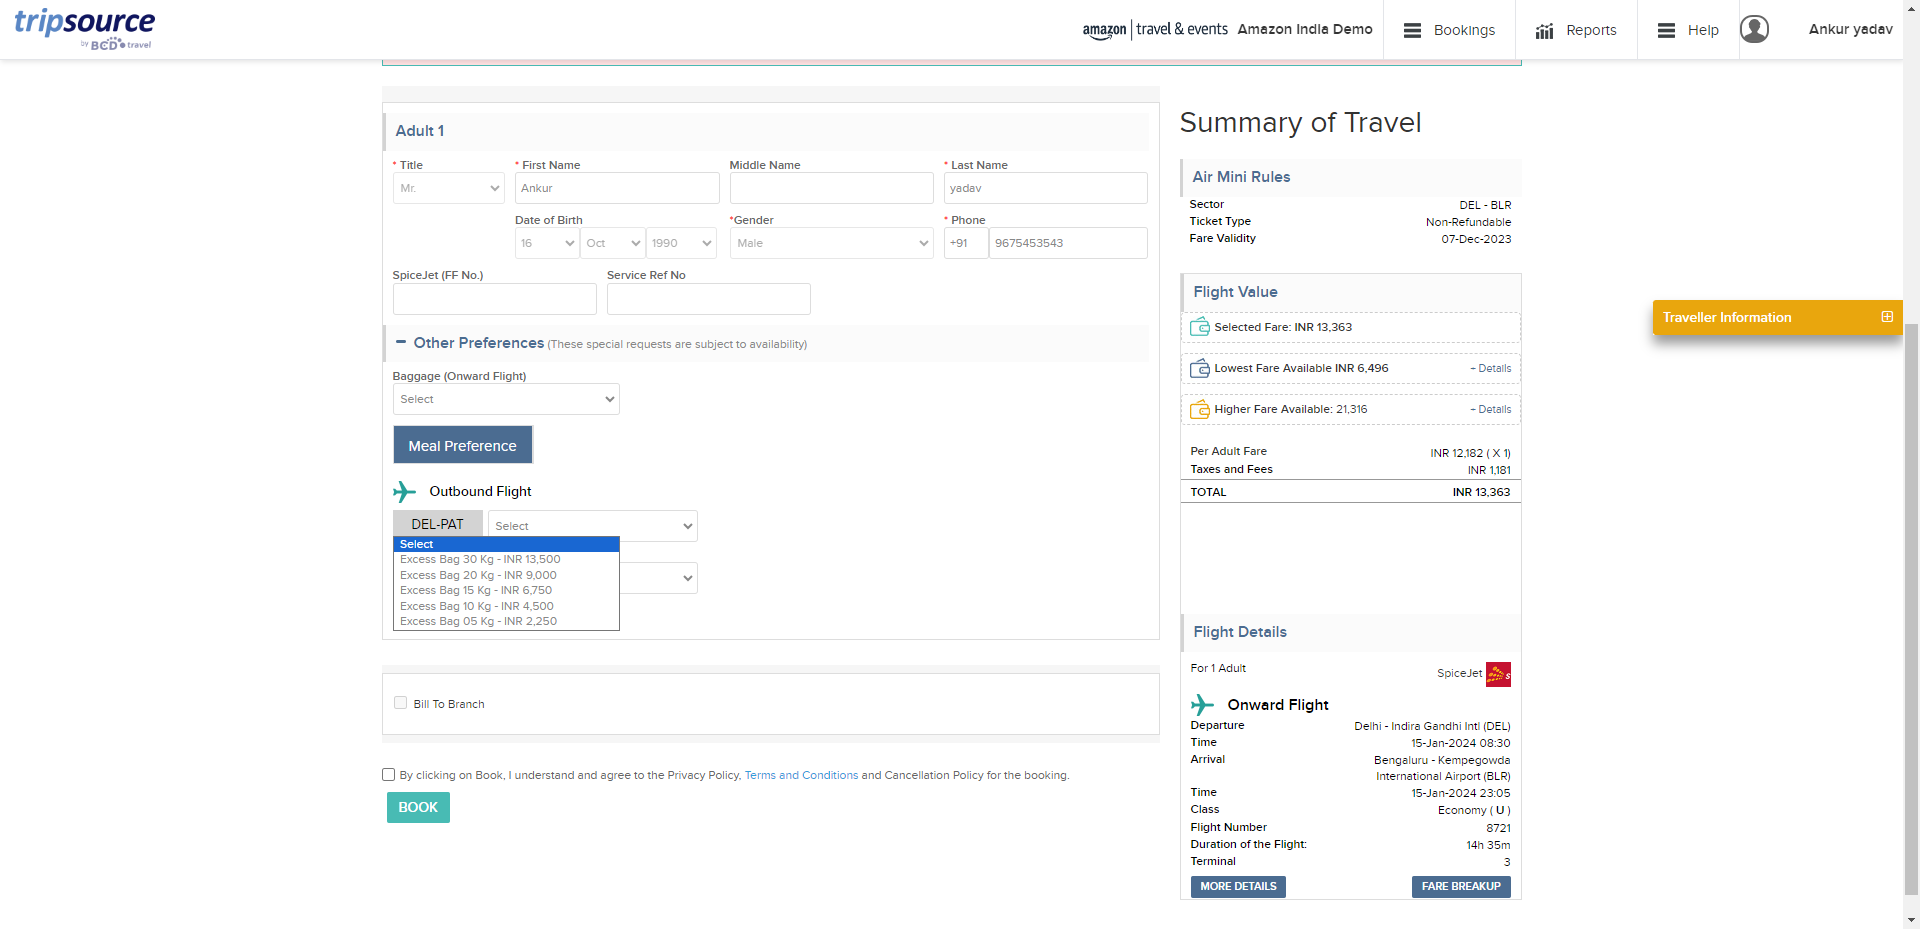 tripsource
by BCD travel
amazon | travel & events Amazon India Demo
Bookings
Reports
Help
Ankur yadav
Adult 1
* Title
* First Name
Middle Name
* Last Name
Mr.
Ankur
yadav
Date of Birth
*Gender
* Phone
16
Oct
1990
Male
+91
9675453543
SpiceJet (FF No.)
Service Ref No
Other Preferences (These special requests are subject to availability)
Baggage (Onward Flight)
Select
Meal Preference
Outbound Flight
DEL-PAT
Select
Select
Excess Bag 30 Kg - INR 13,500
Excess Bag 20 Kg - INR 9,000
Excess Bag 15 Kg - INR 6,750
Excess Bag 10 Kg - INR 4,500
Excess Bag 05 Kg - INR 2,250
Bill To Branch
By clicking on Book, I understand and agree to the Privacy Policy, Terms and Conditions and Cancellation Policy for the booking.
BOOK
Summary of Travel
Air Mini Rules
Sector DEL - BLR
Ticket Type Non-Refundable
Fare Validity 07-Dec-2023
Flight Value
Selected Fare: INR 13,363
Lowest Fare Available INR 6,496 + Details
Higher Fare Available: 21,316 + Details
Per Adult Fare INR 12,182 ( X 1)
Taxes and Fees INR 1,181
TOTAL INR 13,363
Flight Details
For 1 Adult SpiceJet
Onward Flight
Departure Delhi - Indira Gandhi Intl (DEL)
Time 15-Jan-2024 08:30
Arrival Bengaluru - Kempegowda
International Airport (BLR)
Time 15-Jan-2024 23:05
Class Economy ( U )
Flight Number 8721
Duration of the Flight: 14h 35m
Terminal 3
MORE DETAILS
FARE BREAKUP
Traveller Information